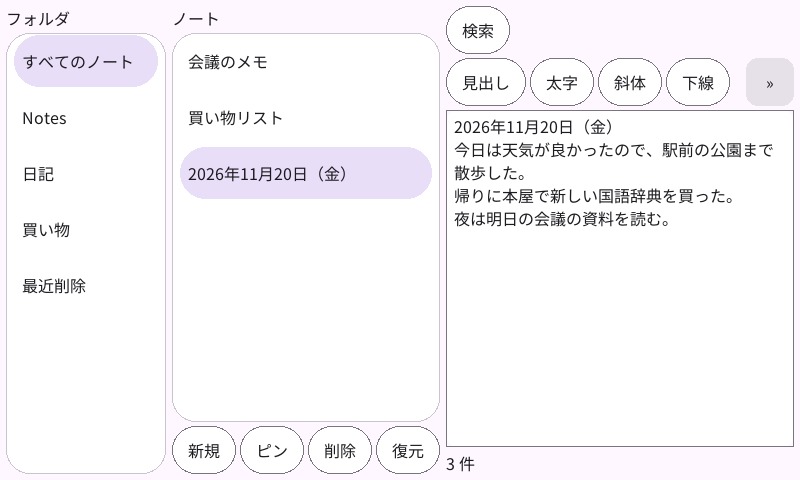 フォルダ
すべてのノート
Notes
日記
買い物
最近削除
ノート
会議のメモ
買い物リスト
2026年11月20日（金）
新規
ピン
削除
復元
検索
見出し
太字
斜体
下線
»
2026年11月20日（金）
今日は天気が良かったので、駅前の公園まで
散歩した。
帰りに本屋で新しい国語辞典を買った。
夜は明日の会議の資料を読む。
3 件